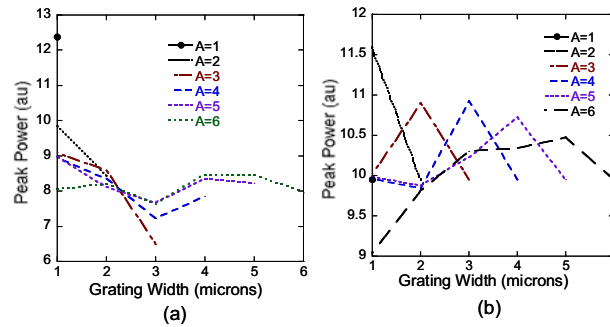 13
12
11
10
9
8
7
6
Peak Power (au)
A=1
A=2
A=3
A=4
A=5
A=6
1 2 3 4 5 6
Grating Width (microns)
(a)
12
11.5
11
10.5
10
9.5
9
Peak Power (au)
A=1
A=2
A=3
A=4
A=5
A=6
1 2 3 4 5
Grating Width (microns)
(b)